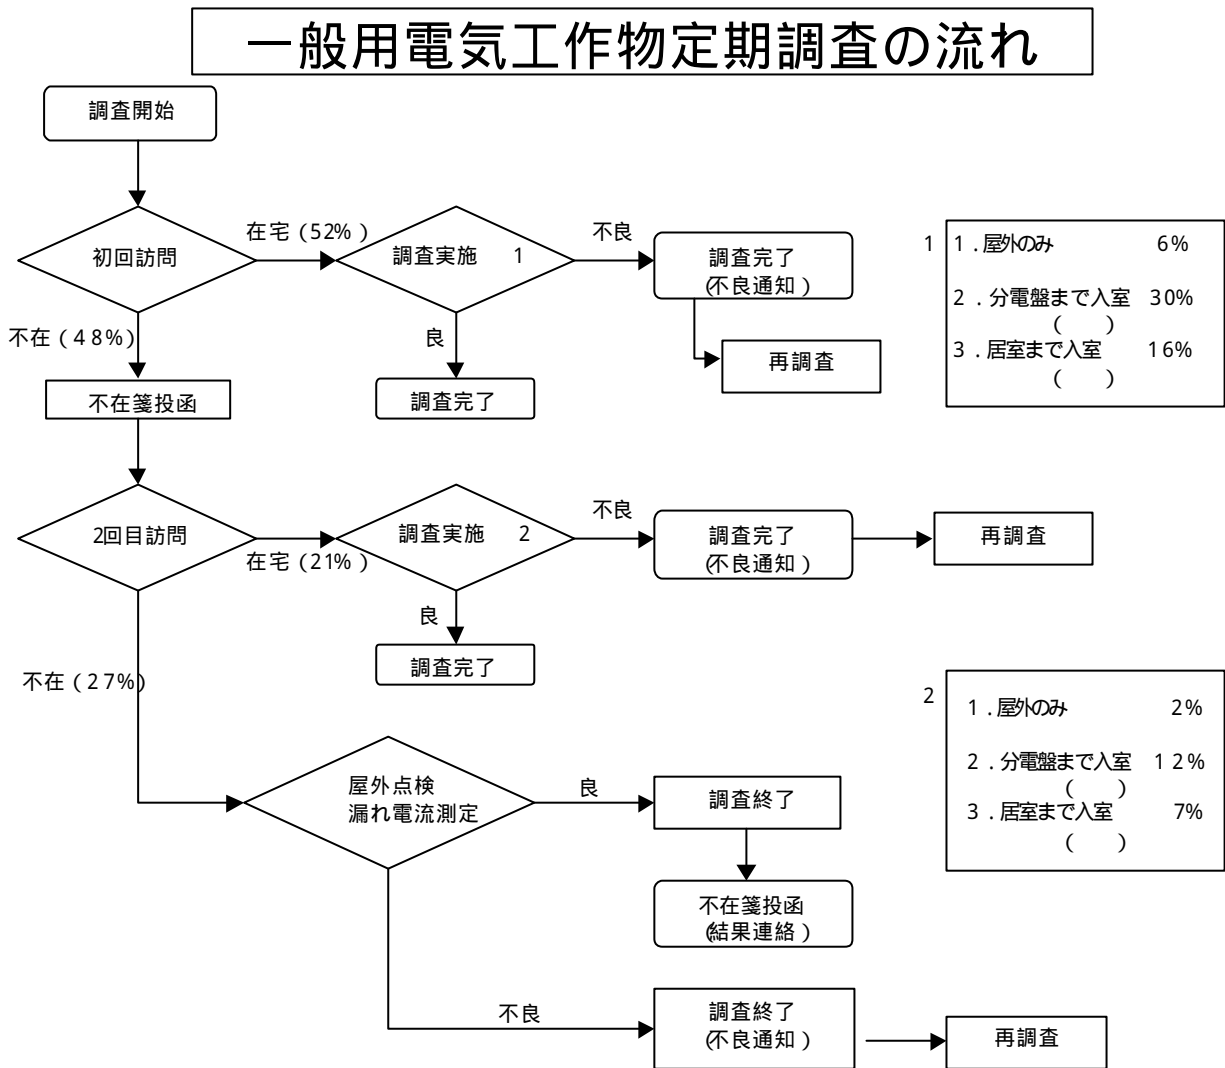 一般用電気工作物定期調査の流れ
調査開始
初回訪問
在宅（52%）
調査実施 1
不良
調査完了
（不良通知）
再調査
良
調査完了
不在（48%）
不在箋投函
1
1．屋外のみ 6%
2．分電盤まで入室 30%
（ ）
3．居室まで入室 16%
（ ）
2回目訪問
在宅（21%）
調査実施 2
不良
調査完了
（不良通知）
再調査
良
調査完了
不在（27%）
2
1．屋外のみ 2%
2．分電盤まで入室 12%
（ ）
3．居室まで入室 7%
（ ）
屋外点検
漏れ電流測定
良
調査終了
不在箋投函
（結果連絡）
不良
調査終了
（不良通知）
再調査